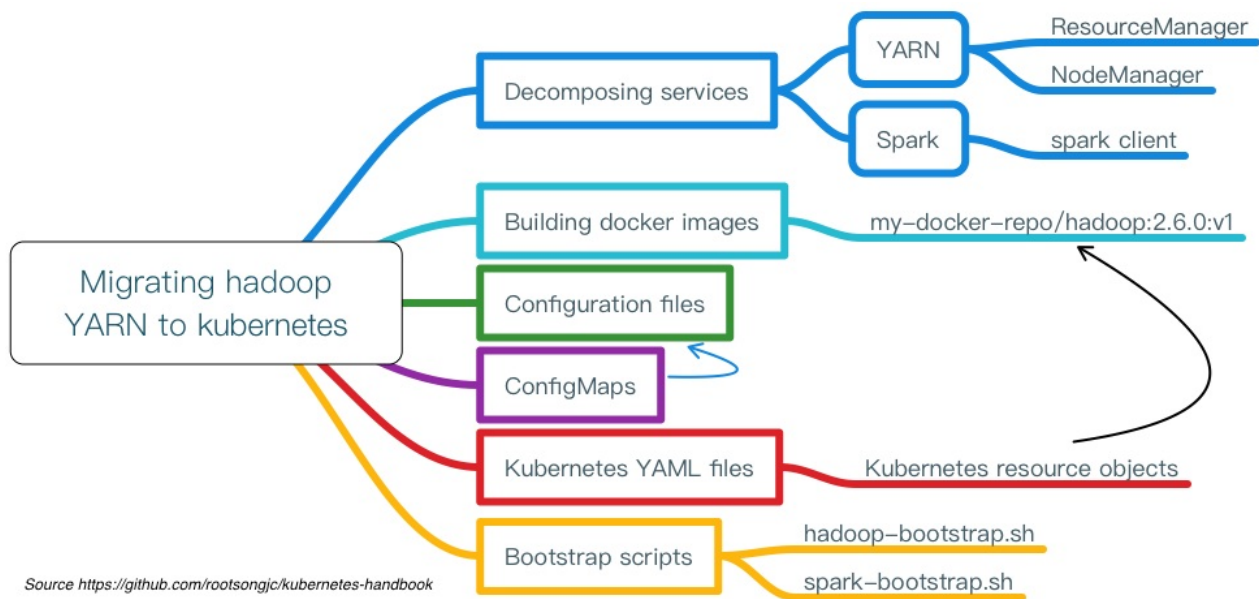 Migrating hadoop
YARN to kubernetes
Decomposing services
YARN
ResourceManager
NodeManager
Spark
spark client
Building docker images
my-docker-repo/hadoop:2.6.0:v1
Configuration files
ConfigMaps
Kubernetes YAML files
Kubernetes resource objects
Bootstrap scripts
hadoop-bootstrap.sh
spark-bootstrap.sh
Source https://github.com/rootsongjc/kubernetes-handbook